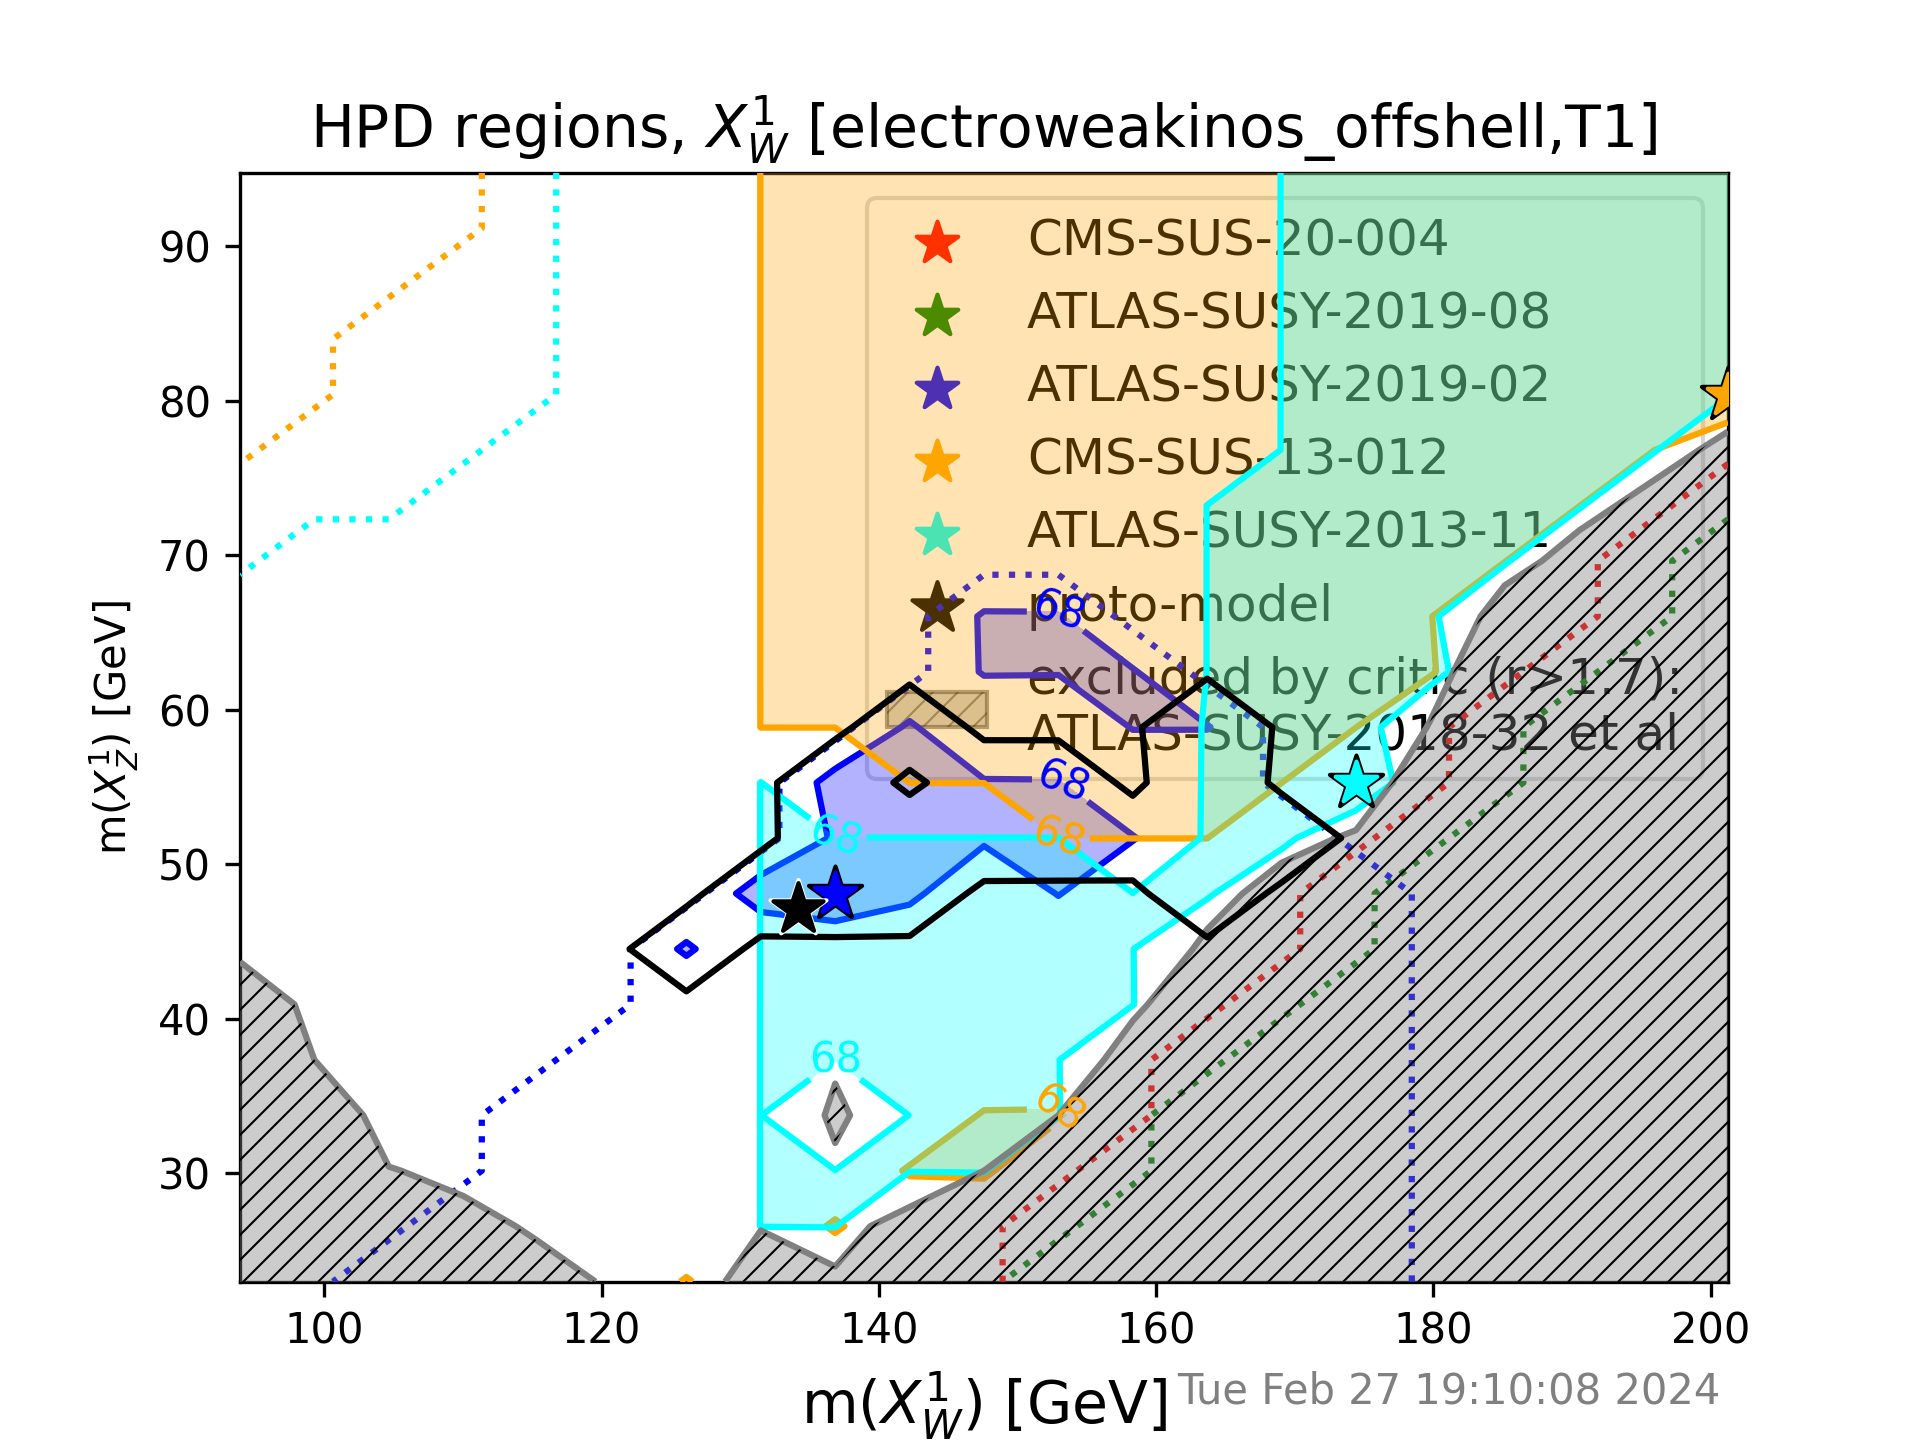 HPD regions, X_W^1 [electroweakinos_offshell,T1]
CMS-SUS-20-004
ATLAS-SUSY-2019-08
ATLAS-SUSY-2019-02
CMS-SUS-13-012
ATLAS-SUSY-2013-11
proto-model
excluded by critic (r>1.7):
ATLAS-SUSY-2018-32 et al
68
68
68
68
68
68
68
m(X_Z^1) [GeV]
90
80
70
60
50
40
30
100
120
140
160
180
200
m(X_W^1) [GeV]
Tue Feb 27 19:10:08 2024